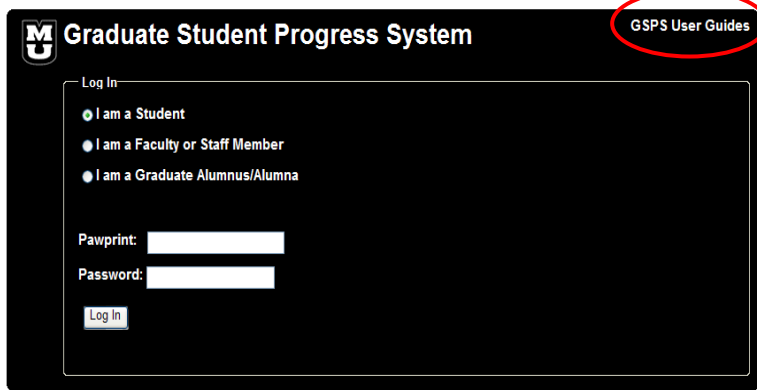 MU
Graduate Student Progress System
GSPS User Guides
Log In
I am a Student
I am a Faculty or Staff Member
I am a Graduate Alumnus/Alumna
Pawprint:
Password:
Log In